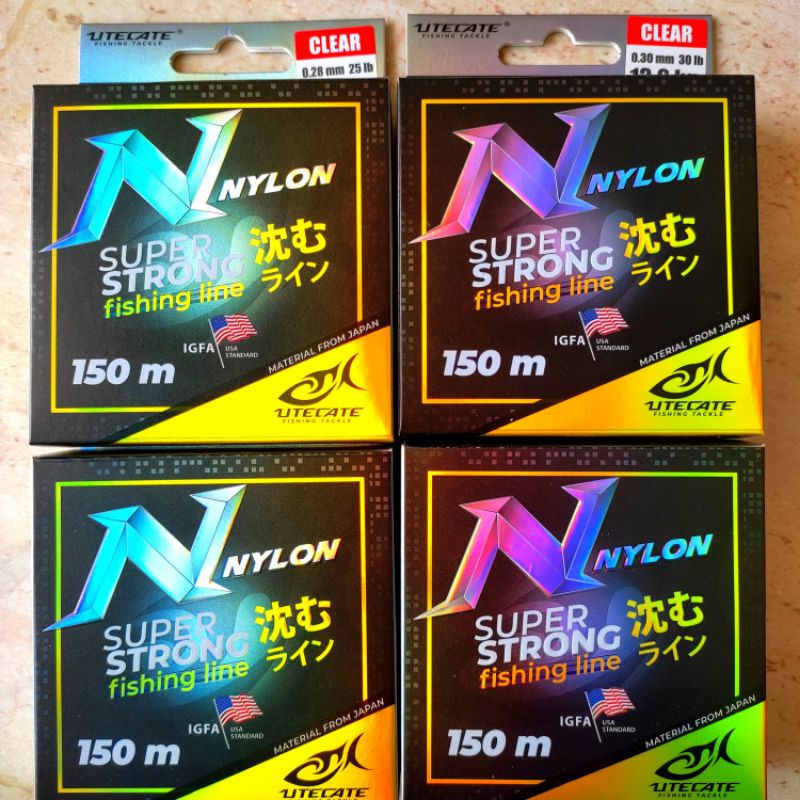 UTECATE®
FISHING TACKLE
CLEAR
0.28 mm 25 lb
N NYLON
SUPER
STRONG
fishing line
沈む
ライン
IGFA
USA
STANDARD
150 m
MATERIAL FROM JAPAN
UTECATE
FISHING TACKLE
UTECATE®
FISHING TACKLE
CLEAR
0.30 mm 30 lb
N NYLON
SUPER
STRONG
fishing line
沈む
ライン
IGFA
USA
STANDARD
150 m
MATERIAL FROM JAPAN
UTECATE
FISHING TACKLE
N NYLON
SUPER
STRONG
fishing line
沈む
ライン
IGFA
USA
STANDARD
150 m
MATERIAL FROM JAPAN
UTECATE
FISHING TACKLE
N NYLON
SUPER
STRONG
fishing line
沈む
ライン
IGFA
USA
STANDARD
150 m
MATERIAL FROM JAPAN
UTECATE
FISHING TACKLE